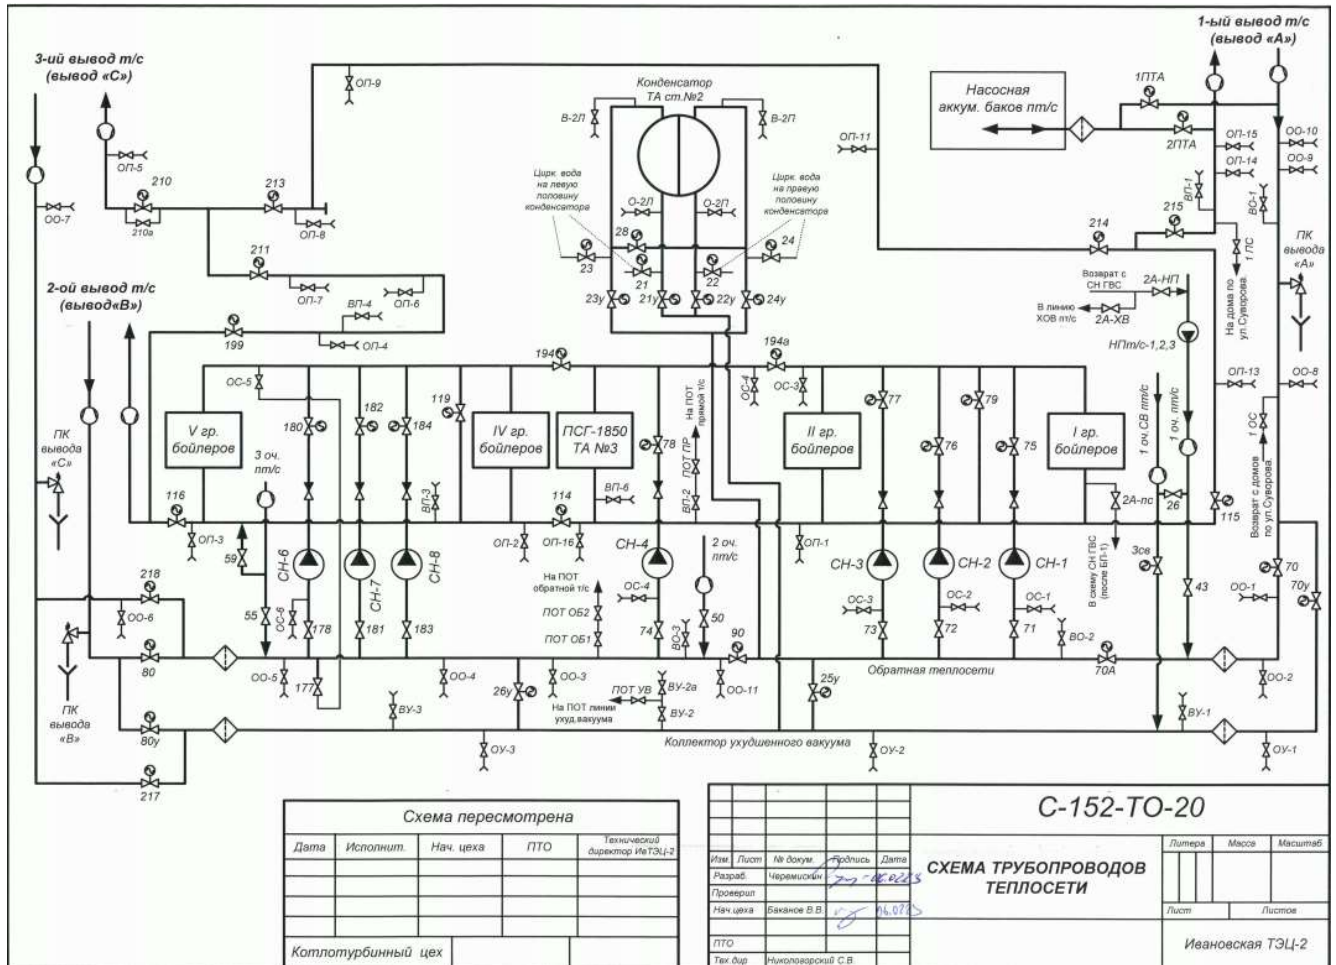 1-ый вывод т/с
(вывод «А»)
3-ий вывод т/с
(вывод «С»)
ОП-9
Конденсатор
ТА ст.№2
В-2Л
В-2П
Насосная
аккум. баков пт/с
1ПТА
2ПТА
ОП-15
ОП-14
ОО-10
ОО-9
ОП-11
ОП-5
210
210а
213
ОП-8
ОО-7
Цирк. вода
на левую
половину
конденсатора
Цирк. вода
на правую
половину
конденсатора
О-2Л
О-2П
28
24
23
21
22
23у
21у
22у
24у
ВП-1
ВО-1
215
214
1 ПС
ПК
вывода
«А»
211
ОП-7
ОП-6
2-ой вывод т/с
(вывод«В»)
ВП-4
ОП-4
199
Возврат с
СН ГВС
2А-НП
В линию
ХОВ пт/с
2А-ХВ
НПт/с-1,2,3
На дома по
ул.Суворова.
194
194а
ОС-5
ОС-4
ОС-3
ОП-13
ОО-8
V гр.
бойлеров
180
182
184
119
IV гр.
бойлеров
ПСГ-1850
ТА №3
78
На ПОТ
прямой т/с
ПОТ ПР
ВП-2
II гр.
бойлеров
77
76
79
75
I гр.
бойлеров
1 оч.СВ пт/с
1 оч. пт/с
1 ОС
Возврат с домов
по ул.Суворова.
ПК
вывода
«С»
3 оч.
пт/с
116
ОП-3
ВП-3
114
ВП-6
ОП-2
ОП-16
ОП-1
2А-пс
26
115
59
СН-6
СН-7
СН-8
СН-4
2 оч.
пт/с
СН-3
СН-2
СН-1
В схему СН ГВС
(после БП-1)
3св
43
70
70у
ОО-1
218
ОО-6
55
ОС-6
178
181
183
На ПОТ
обратной т/с
ПОТ ОБ2
ПОТ ОБ1
ОС-4
74
ВО-3
50
90
ОС-3
73
ОС-2
72
ОС-1
71
ВО-2
70А
80
ОО-5
177
ОО-4
26у
ОО-3
ОО-11
Обратная теплосети
25у
ОО-2
ПК
вывода
«В»
80у
ВУ-3
ПОТ УВ
На ПОТ линии
ухуд.вакуума
ВУ-2а
ВУ-2
ВУ-1
Коллектор ухудшенного вакуума
ОУ-3
ОУ-2
ОУ-1
217
Схема пересмотрена
Дата Исполнит. Нач. цеха ПТО Технический
директор ИвТЭЦ-2
Котлотурбинный цех
С-152-ТО-20
Изм. Лист № докум. Подпись Дата
Разраб. Черемискин
Проверил
Нач.цеха Баканов В.В.
ПТО
Тех.дир Никологорский С.В.
СХЕМА ТРУБОПРОВОДОВ
ТЕПЛОСЕТИ
Литера Масса Масштаб
Лист Листов
Ивановская ТЭЦ-2